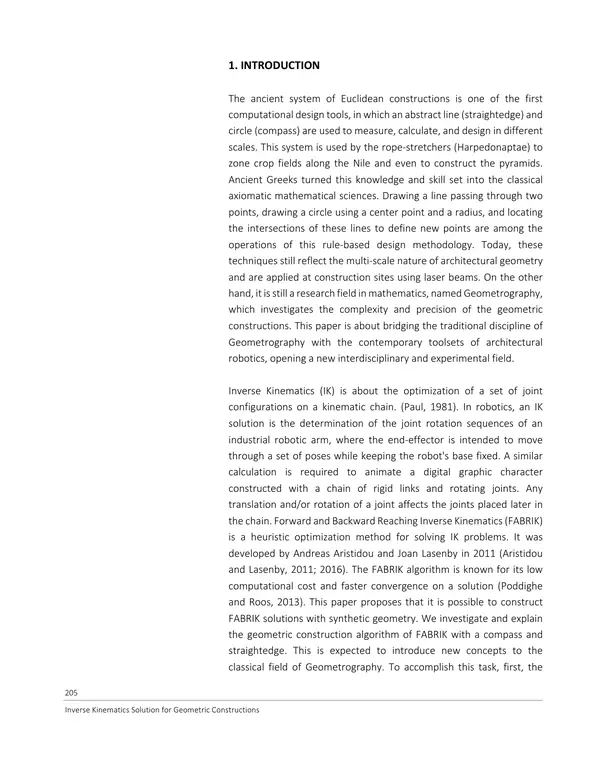 1. INTRODUCTION
The ancient system of Euclidean constructions is one of the first
computational design tools, in which an abstract line (straightedge) and
circle (compass) are used to measure, calculate, and design in different
scales. This system is used by the rope-stretchers (Harpedonaptae) to
zone crop fields along the Nile and even to construct the pyramids.
Ancient Greeks turned this knowledge and skill set into the classical
axiomatic mathematical sciences. Drawing a line passing through two
points, drawing a circle using a center point and a radius, and locating
the intersections of these lines to define new points are among the
operations of this rule-based design methodology. Today, these
techniques still reflect the multi-scale nature of architectural geometry
and are applied at construction sites using laser beams. On the other
hand, it is still a research field in mathematics, named Geometrography,
which investigates the complexity and precision of the geometric
constructions. This paper is about bridging the traditional discipline of
Geometrography with the contemporary toolsets of architectural
robotics, opening a new interdisciplinary and experimental field.
Inverse Kinematics (IK) is about the optimization of a set of joint
configurations on a kinematic chain. (Paul, 1981). In robotics, an IK
solution is the determination of the joint rotation sequences of an
industrial robotic arm, where the end-effector is intended to move
through a set of poses while keeping the robot's base fixed. A similar
calculation is required to animate a digital graphic character
constructed with a chain of rigid links and rotating joints. Any
translation and/or rotation of a joint affects the joints placed later in
the chain. Forward and Backward Reaching Inverse Kinematics (FABRIK)
is a heuristic optimization method for solving IK problems. It was
developed by Andreas Aristidou and Joan Lasenby in 2011 (Aristidou
and Lasenby, 2011; 2016). The FABRIK algorithm is known for its low
computational cost and faster convergence on a solution (Poddighe
and Roos, 2013). This paper proposes that it is possible to construct
FABRIK solutions with synthetic geometry. We investigate and explain
the geometric construction algorithm of FABRIK with a compass and
straightedge. This is expected to introduce new concepts to the
classical field of Geometrography. To accomplish this task, first, the
205
Inverse Kinematics Solution for Geometric Constructions